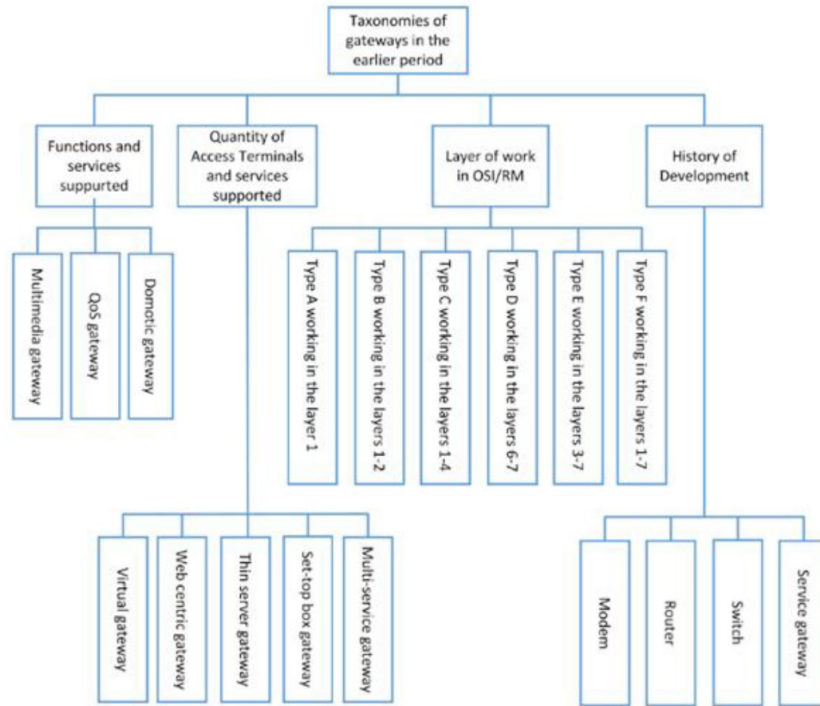 Taxonomies of
gateways in the
earlier period
Functions and
services
suppurted
Quantity of
Access Terminals
and services
supported
Layer of work
in OSI/RM
History of
Development
Multimedia gateway
QoS gateway
Domotic gateway
Type A working in the layer 1
Type B working in the layers 1-2
Type C working in the layers 1-4
Type D working in the layers 6-7
Type E working in the layers 3-7
Type F working in the layers 1-7
Virtual gateway
Web centric gateway
Thin server gateway
Set-top box gateway
Multi-service gateway
Modem
Router
Switch
Service gateway